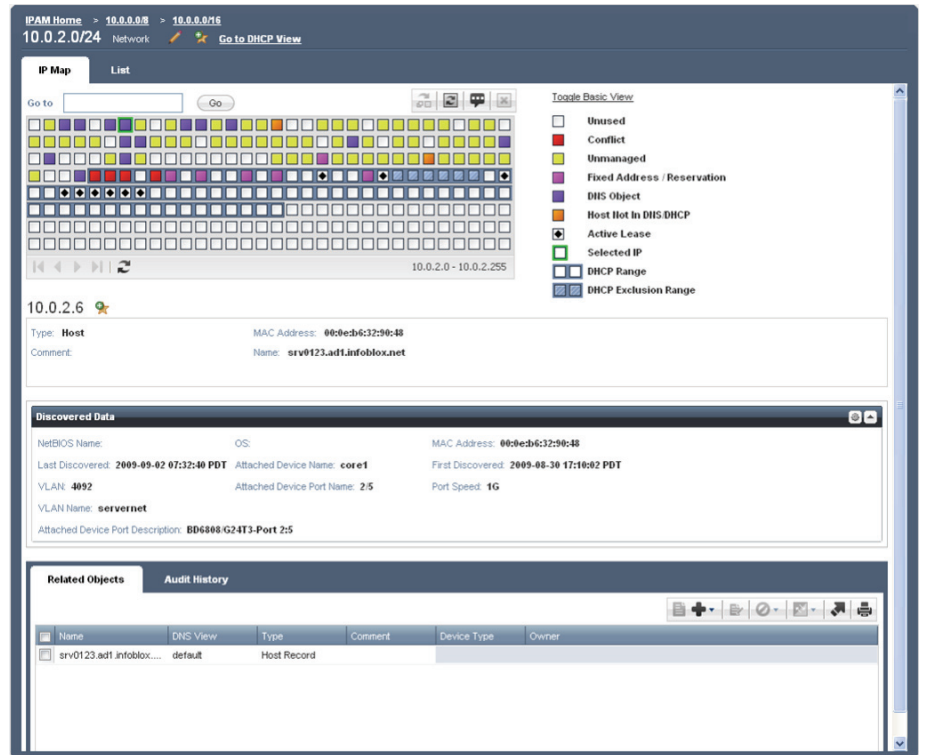 IPAM Home > 10.0.0.0/8 > 10.0.0.0/16
10.0.2.0/24 Network Go to DHCP View
IP Map List
Go to Go
Toggle Basic View
Unused
Conflict
Unmanaged
Fixed Address / Reservation
DNS Object
Host Not In DNS/DHCP
Active Lease
Selected IP
DHCP Range
DHCP Exclusion Range
10.0.2.0 - 10.0.2.255
10.0.2.6
Type: Host MAC Address: 00:0e:b6:32:90:48
Comment: Name: srv0123.ad1.infoblox.net
Discovered Data
NetBIOS Name: OS: MAC Address: 00:0e:b6:32:90:48
Last Discovered: 2009-09-02 07:32:40 PDT Attached Device Name: core1 First Discovered: 2009-08-30 17:10:02 PDT
VLAN: 4092 Attached Device Port Name: 2/5 Port Speed: 1G
VLAN Name: servernet
Attached Device Port Description: BD6808/G24T3-Port 2:5
Related Objects Audit History
Name DNS View Type Comment Device Type Owner
srv0123.ad1.infoblox.... default Host Record